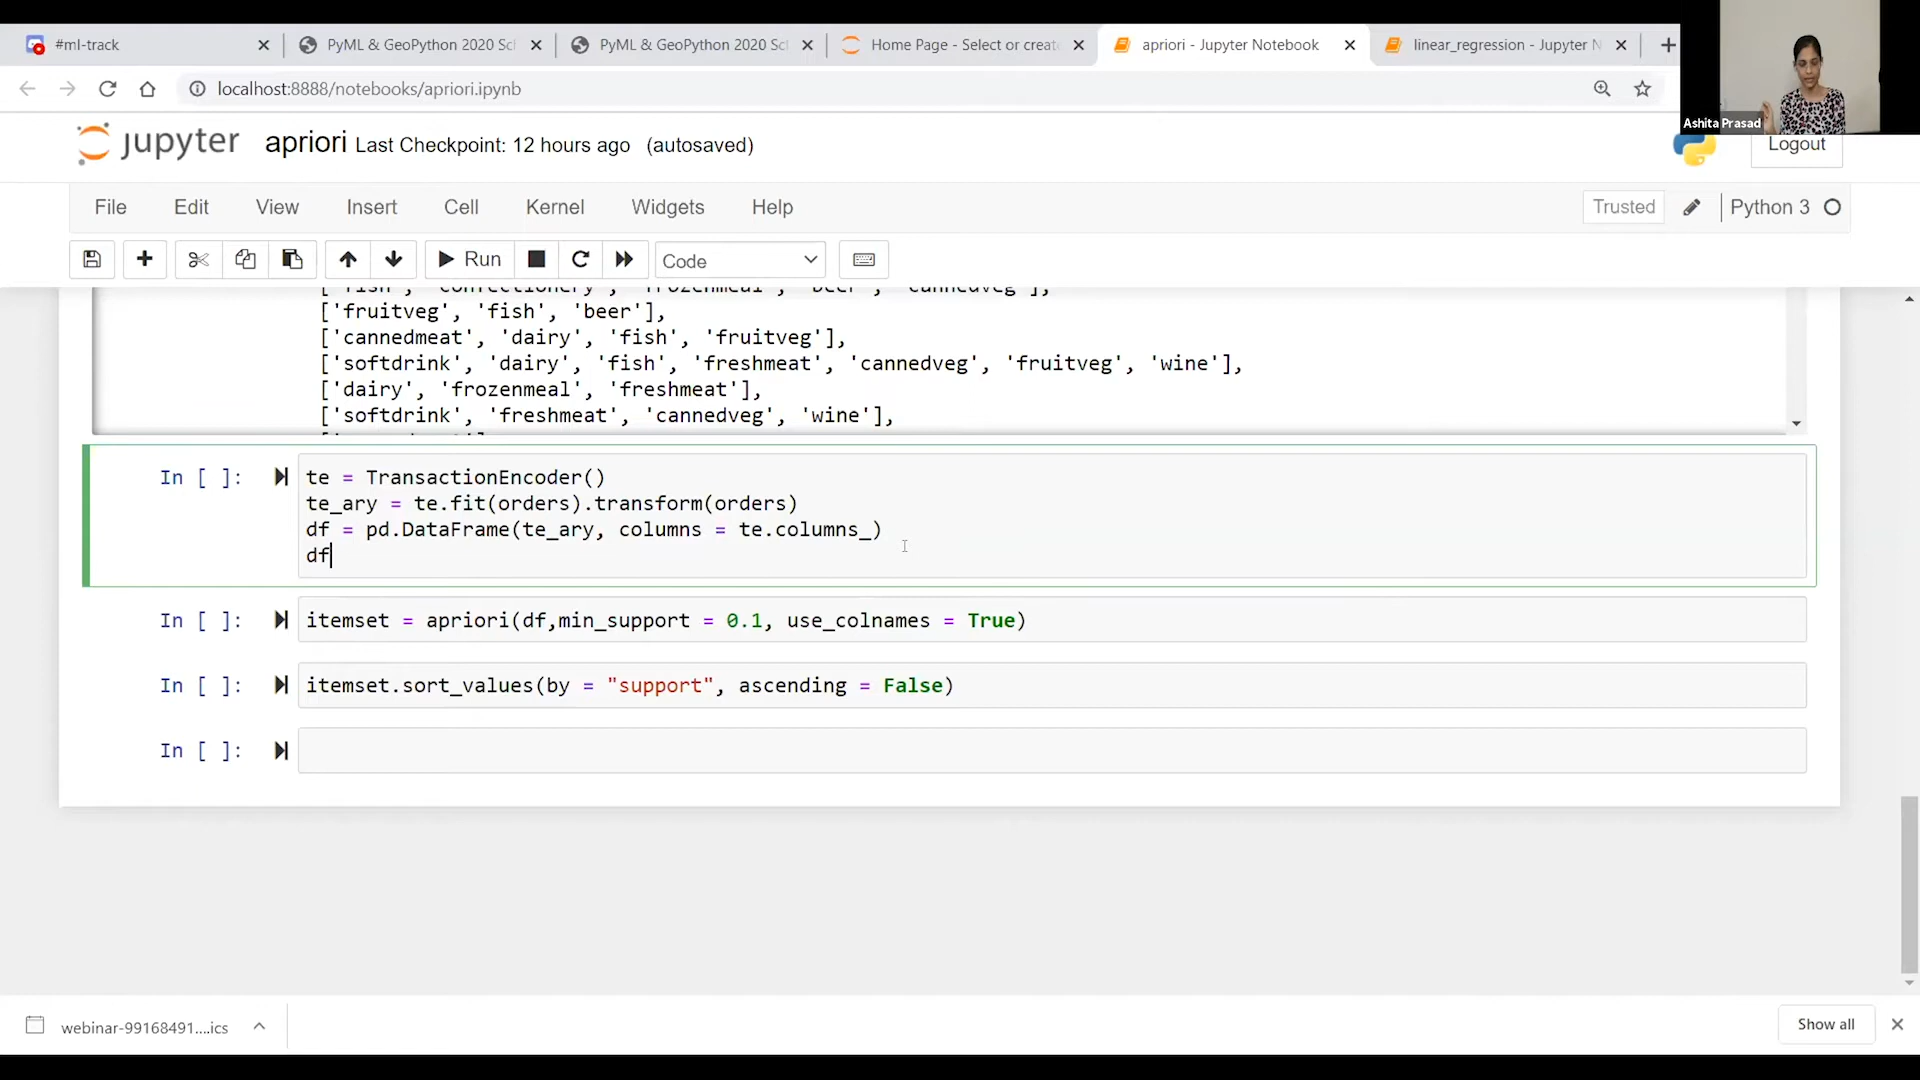 #ml-track
PyML & GeoPython 2020 Sc
PyML & GeoPython 2020 Sc
Home Page - Select or creat
apriori - Jupyter Notebook
linear_regression - Jupyter N
localhost:8888/notebooks/apriori.ipynb
Ashita Prasad
jupyter apriori Last Checkpoint: 12 hours ago (autosaved)
Logout
File Edit View Insert Cell Kernel Widgets Help
Trusted Python 3
Run Code
['fish', 'confectionery', 'frozenmeal', 'beer', 'cannedveg'],
['fruitveg', 'fish', 'beer'],
['cannedmeat', 'dairy', 'fish', 'fruitveg'],
['softdrink', 'dairy', 'fish', 'freshmeat', 'cannedveg', 'fruitveg', 'wine'],
['dairy', 'frozenmeal', 'freshmeat'],
['softdrink', 'freshmeat', 'cannedveg', 'wine'],
In [ ]: te = TransactionEncoder()
te_ary = te.fit(orders).transform(orders)
df = pd.DataFrame(te_ary, columns = te.columns_)
df
In [ ]: itemset = apriori(df,min_support = 0.1, use_colnames = True)
In [ ]: itemset.sort_values(by = "support", ascending = False)
In [ ]:
webinar-99168491....ics
Show all